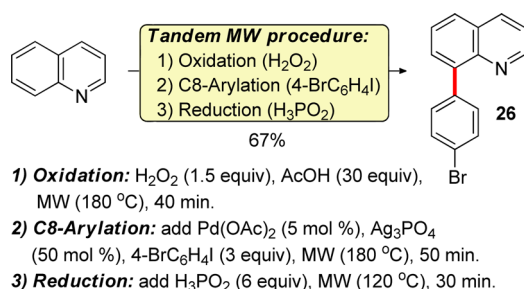 Tandem MW procedure:
1) Oxidation (H₂O₂)
2) C8-Arylation (4-BrC₆H₄I)
3) Reduction (H₃PO₂)
67%
N
N
26
Br
1) Oxidation: H₂O₂ (1.5 equiv), AcOH (30 equiv),
MW (180 °C), 40 min.
2) C8-Arylation: add Pd(OAc)₂ (5 mol %), Ag₃PO₄
(50 mol %), 4-BrC₆H₄I (3 equiv), MW (180 °C), 50 min.
3) Reduction: add H₃PO₂ (6 equiv), MW (120 °C), 30 min.